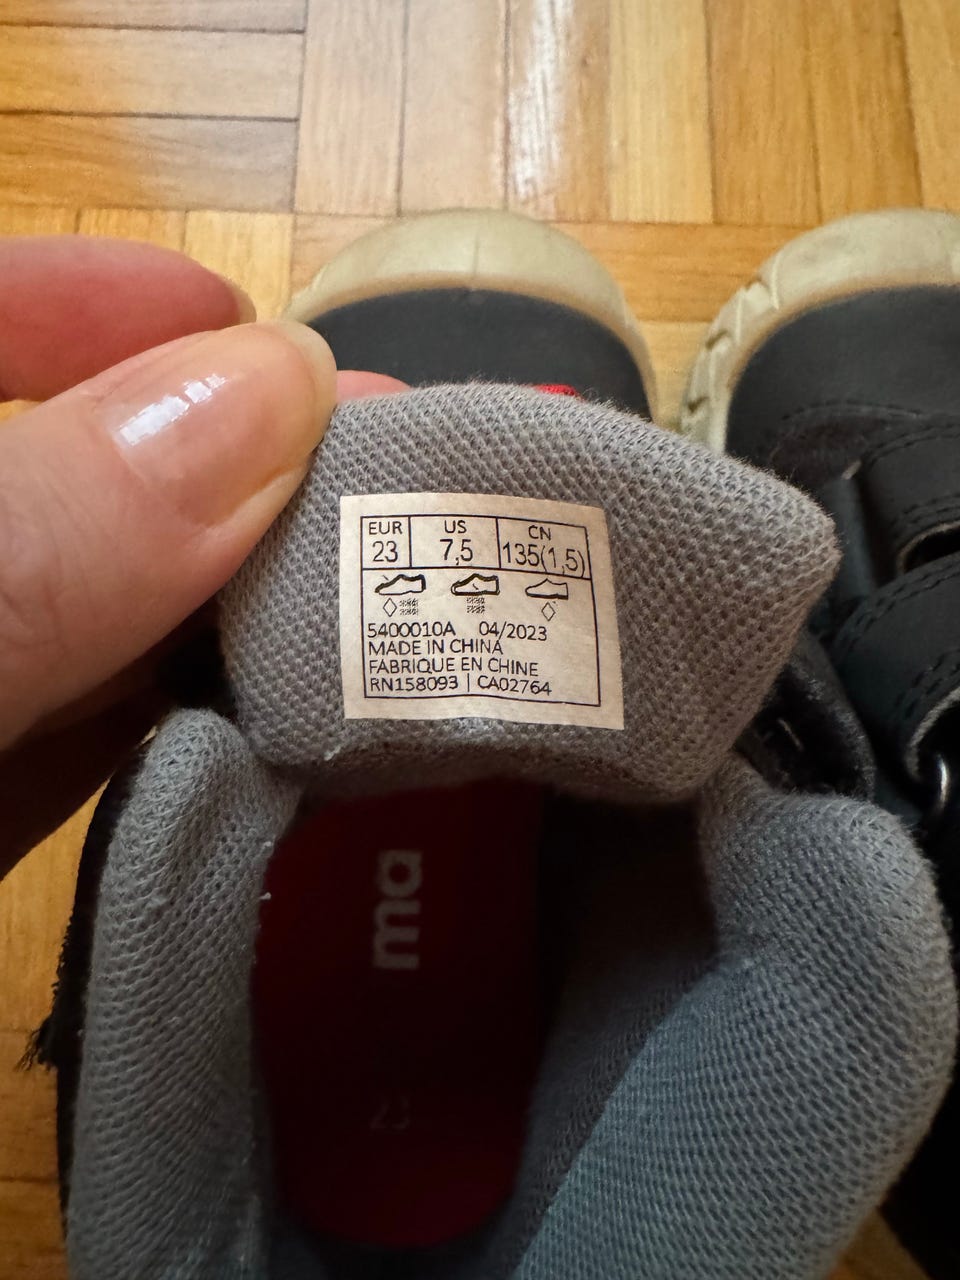 EUR US CN
23 7,5 135(1,5)
5400010A 04/2023
MADE IN CHINA
FABRIQUE EN CHINE
RN158093 | CA02764
ma
23